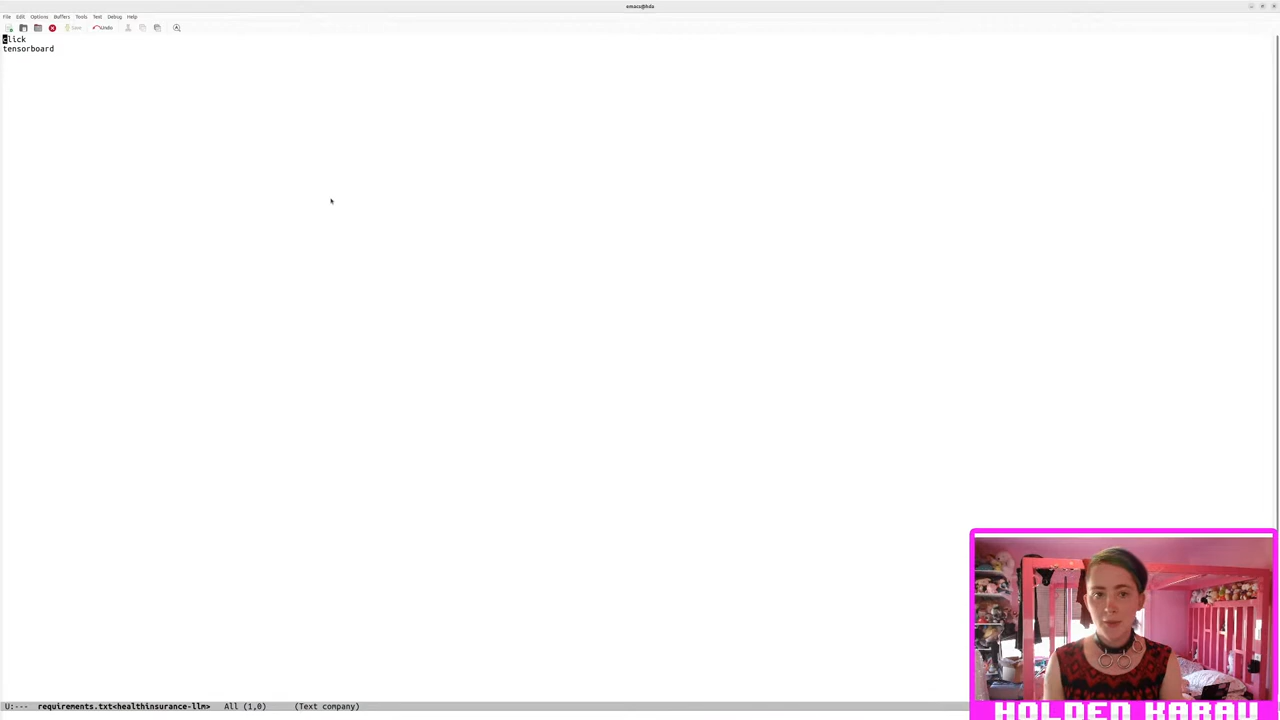 emacs@hda
File Edit Options Buffers Tools Text Debug Help
Save Undo
click
tensorboard
U:--- requirements.txt<healthinsurance-llm> All (1,0) (Text company)
HOLDEN KARAU